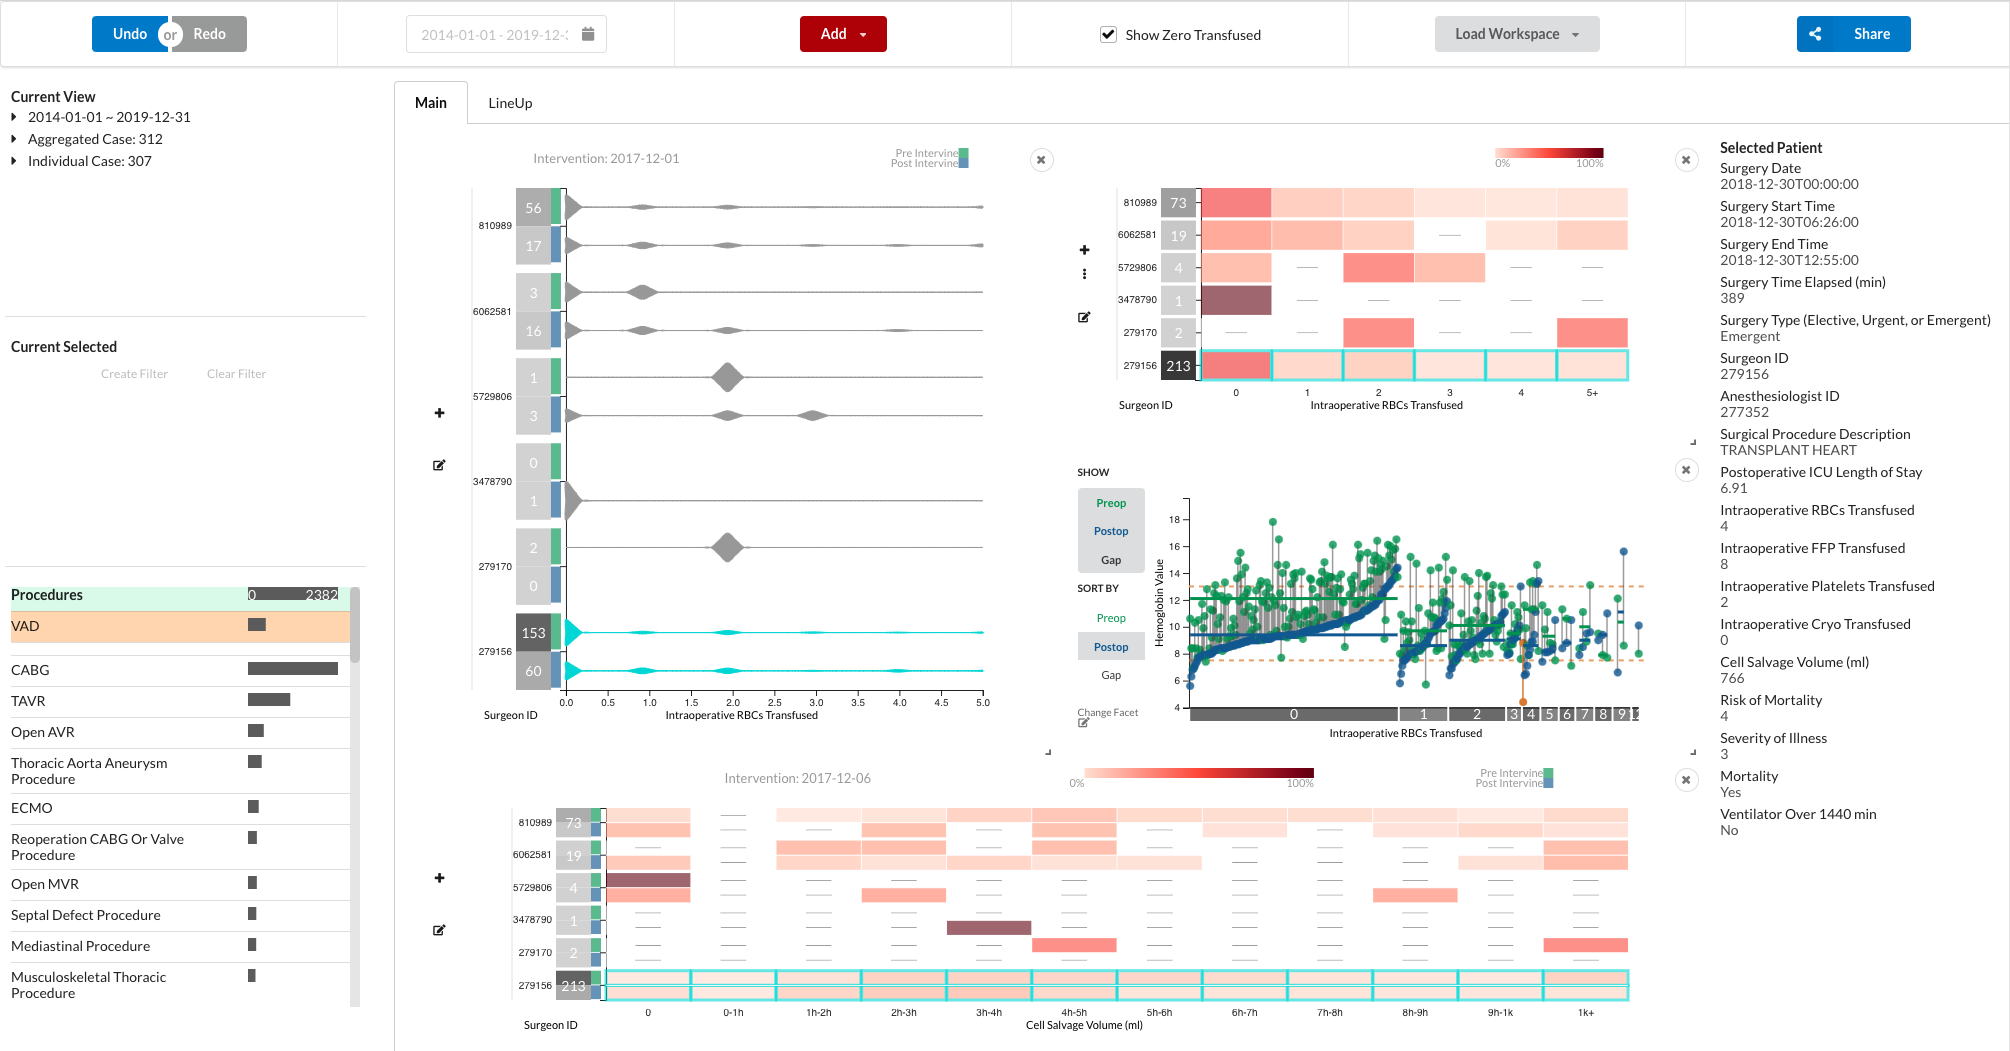 Undo or Redo
2014-01-01 - 2019-12-
Add
Show Zero Transfused
Load Workspace
Share
Current View
2014-01-01 ~ 2019-12-31
Aggregated Case: 312
Individual Case: 307
Current Selected
Create Filter Clear Filter
Procedures 0 2382
VAD
CABG
TAVR
Open AVR
Thoracic Aorta Aneurysm
Procedure
ECMO
Reoperation CABG Or Valve
Procedure
Open MVR
Septal Defect Procedure
Mediastinal Procedure
Musculoskeletal Thoracic
Procedure
Main LineUp
Intervention: 2017-12-01
Pre Intervine
Post Intervine
810989 56
17
6062581 3
16
5729806 1
3
3478790 0
1
279170 2
0
279156 153
60
0.0 0.5 1.0 1.5 2.0 2.5 3.0 3.5 4.0 4.5 5.0
Surgeon ID Intraoperative RBCs Transfused
0% 100%
810989 73
6062581 19
5729806 4
3478790 1
279170 2
279156 213
0 1 2 3 4 5+
Surgeon ID Intraoperative RBCs Transfused
SHOW
Preop
Postop
Gap
SORT BY
Preop
Postop
Gap
Change Facet
Hemoglobin Value
18
16
14
12
10
8
6
4
0 1 2 3 4 5 6 7 8 9
Intraoperative RBCs Transfused
Intervention: 2017-12-06
0% 100%
Pre Intervine
Post Intervine
810989 73
6062581 19
5729806 4
3478790 1
279170 2
279156 213
0 0-1h 1h-2h 2h-3h 3h-4h 4h-5h 5h-6h 6h-7h 7h-8h 8h-9h 9h-1k 1k+
Surgeon ID Cell Salvage Volume (ml)
Selected Patient
Surgery Date
2018-12-30T00:00:00
Surgery Start Time
2018-12-30T06:26:00
Surgery End Time
2018-12-30T12:55:00
Surgery Time Elapsed (min)
389
Surgery Type (Elective, Urgent, or Emergent)
Emergent
Surgeon ID
279156
Anesthesiologist ID
277352
Surgical Procedure Description
TRANSPLANT HEART
Postoperative ICU Length of Stay
6.91
Intraoperative RBCs Transfused
4
Intraoperative FFP Transfused
8
Intraoperative Platelets Transfused
2
Intraoperative Cryo Transfused
0
Cell Salvage Volume (ml)
766
Risk of Mortality
4
Severity of Illness
3
Mortality
Yes
Ventilator Over 1440 min
No